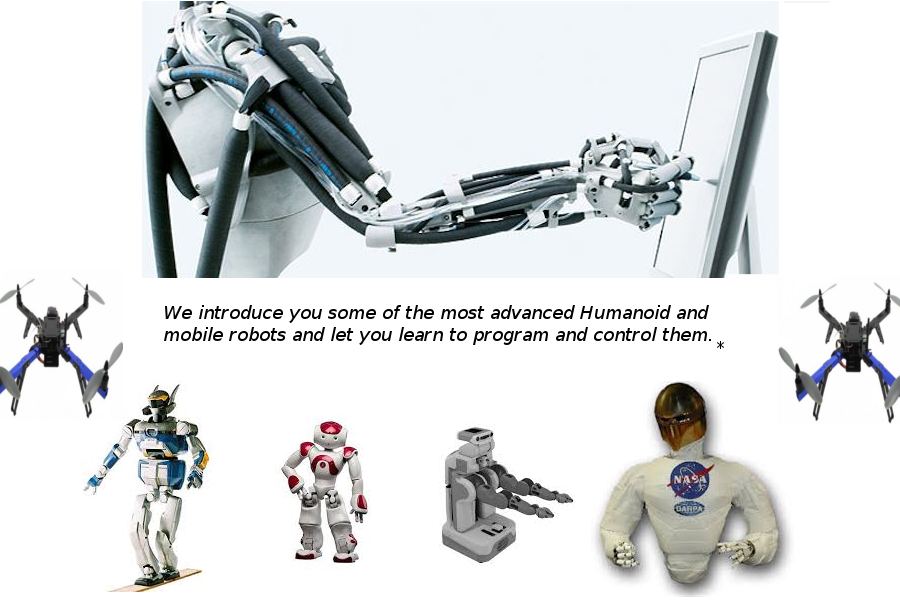 We introduce you some of the most advanced Humanoid and
mobile robots and let you learn to program and control them. *
NASA
DARPA